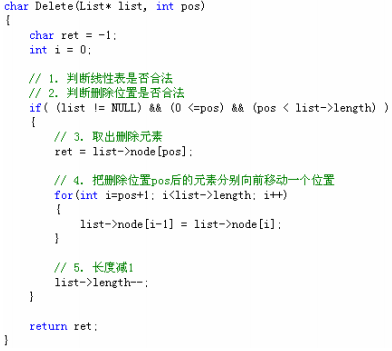 char Delete(List* list, int pos)
{
    char ret = -1;
    int i = 0;

    // 1. 判断线性表是否合法
    // 2. 判断删除位置是否合法
    if( (list != NULL) && (0 <=pos) && (pos < list->length) )
    {
        // 3. 取出删除元素
        ret = list->node[pos];

        // 4. 把删除位置pos后的元素分别向前移动一个位置
        for(int i=pos+1; i<list->length; i++)
        {
            list->node[i-1] = list->node[i];
        }

        // 5. 长度减1
        list->length--;
    }

    return ret;
}